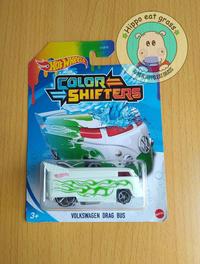 Hippo eat grass
Hot Wheels
COLOR
SHIFTERS
3+
VOLKSWAGEN DRAG BUS